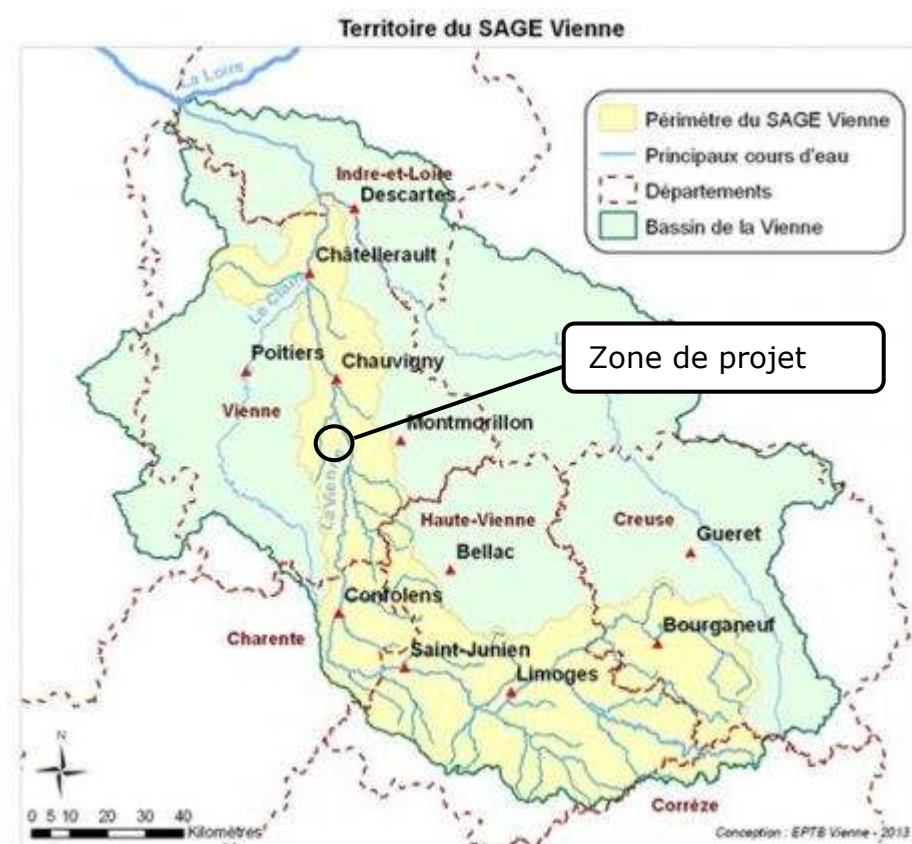 Territoire du SAGE Vienne
La Loire
Périmètre du SAGE Vienne
Principaux cours d'eau
Départements
Bassin de la Vienne
Indre-et-Loire
Descartes
Châtellerault
Le Clain
Zone de projet
Poitiers
Chauvigny
Vienne
Montmorillon
La Vienne
Haute-Vienne
Creuse
Bellac
Gueret
Confolens
Charente
Bourganeuf
Saint-Junien
Limoges
N
Corrèze
0 5 10 20 30 40
Kilomètres
Conception : EPTB Vienne - 2013